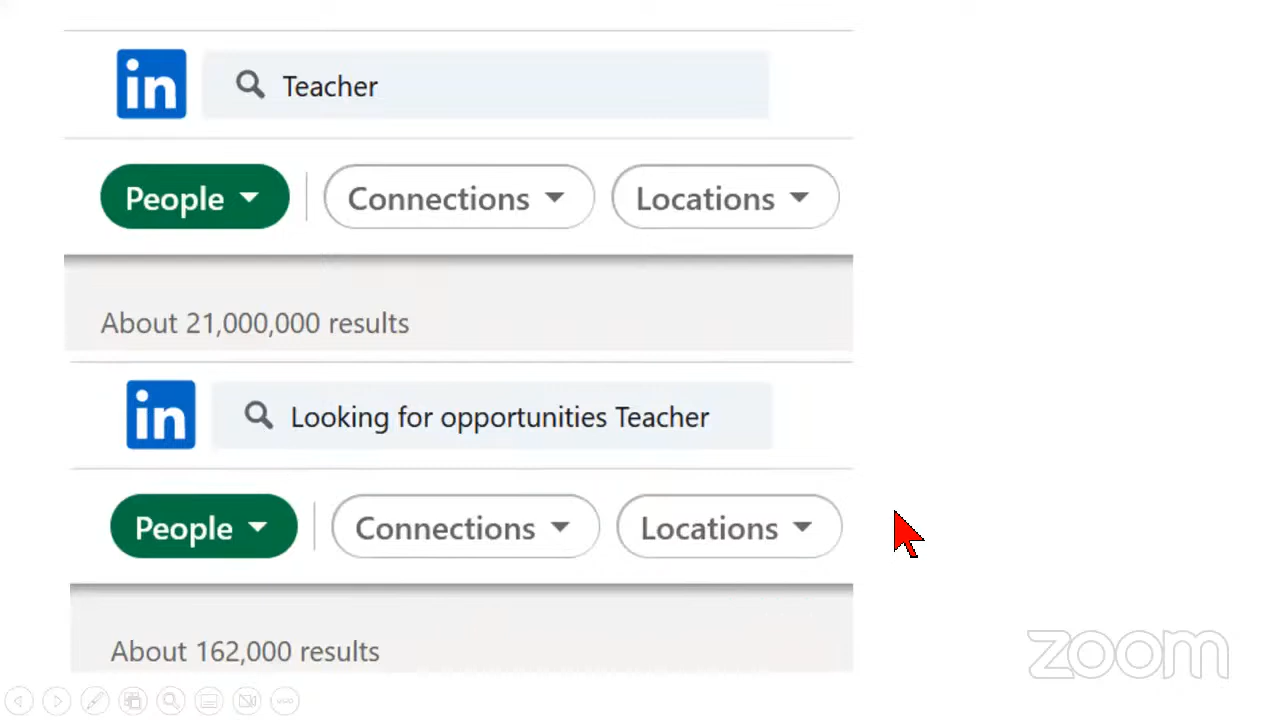 in Teacher
People Connections Locations
About 21,000,000 results
in Looking for opportunities Teacher
People Connections Locations
About 162,000 results
zoom